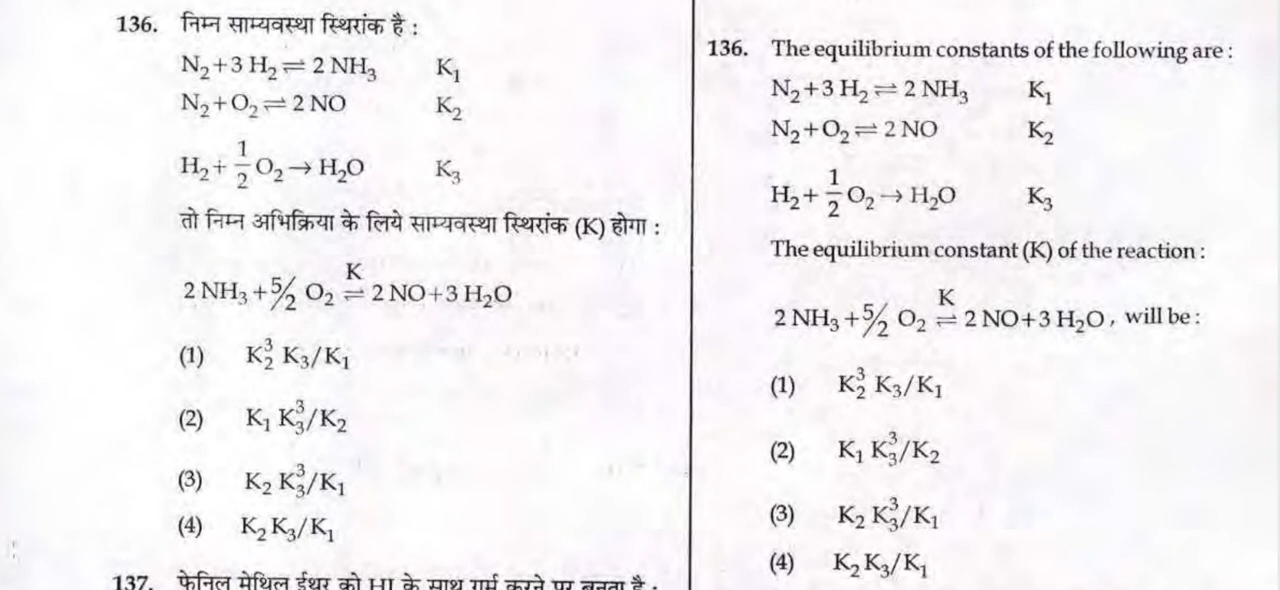 136. निम्न साम्यवस्था स्थिरांक है :
N₂+3 H₂ ⇌ 2 NH₃ K₁
N₂+O₂ ⇌ 2 NO K₂
H₂+ 1/2 O₂ → H₂O K₃
तो निम्न अभिक्रिया के लिये साम्यवस्था स्थिरांक (K) होगा :
K
2 NH₃ +5/2 O₂ ⇌ 2 NO+3 H₂O
(1) K₂³ K₃/K₁
(2) K₁ K₃³/K₂
(3) K₂ K₃³/K₁
(4) K₂ K₃/K₁
137. फेनिल मेथिल ईथर को HI के साथ गर्म करने पर बनता है :
136. The equilibrium constants of the following are :
N₂+3 H₂ ⇌ 2 NH₃ K₁
N₂+O₂ ⇌ 2 NO K₂
H₂+ 1/2 O₂ → H₂O K₃
The equilibrium constant (K) of the reaction :
K
2 NH₃ +5/2 O₂ ⇌ 2 NO+3 H₂O, will be :
(1) K₂³ K₃/K₁
(2) K₁ K₃³/K₂
(3) K₂ K₃³/K₁
(4) K₂ K₃/K₁